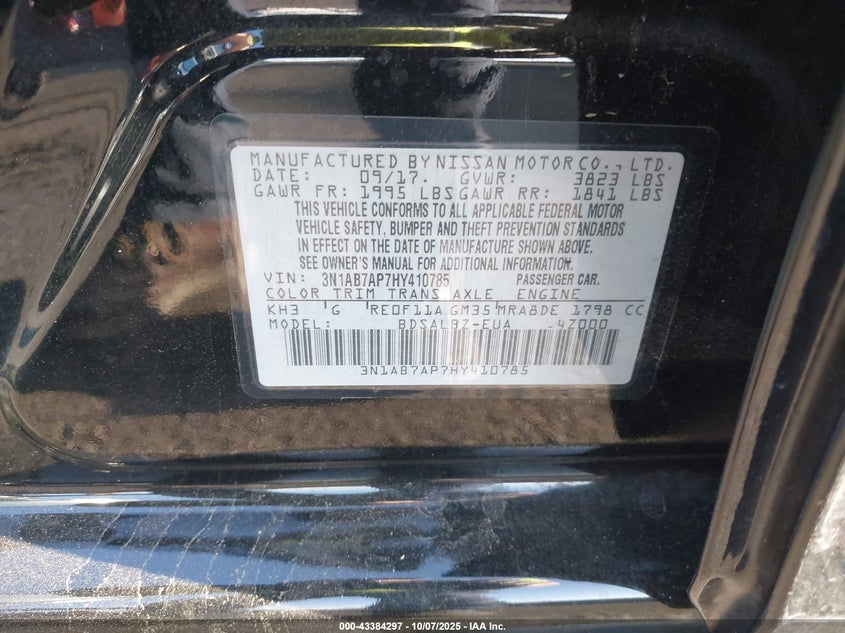 MANUFACTURED BY NISSAN MOTOR CO., LTD.
DATE: 09/17. GVWR: 3823 LBS
GAWR FR: 1995 LBS GAWR RR: 1841 LBS
THIS VEHICLE CONFORMS TO ALL APPLICABLE FEDERAL MOTOR
VEHICLE SAFETY, BUMPER AND THEFT PREVENTION STANDARDS
IN EFFECT ON THE DATE OF MANUFACTURE SHOWN ABOVE.
SEE OWNER'S MANUAL FOR ADDITIONAL INFORMATION.
VIN: 3N1AB7AP7HY410785 PASSENGER CAR.
COLOR TRIM TRANS AXLE ENGINE
KH3 G RE0F11A GM35 MRA8DE 1798 CC
MODEL: BDSALBZ-EUA -4Z000
3N1AB7AP7HY410785
000-43384297 - 10/07/2025 - IAA Inc.